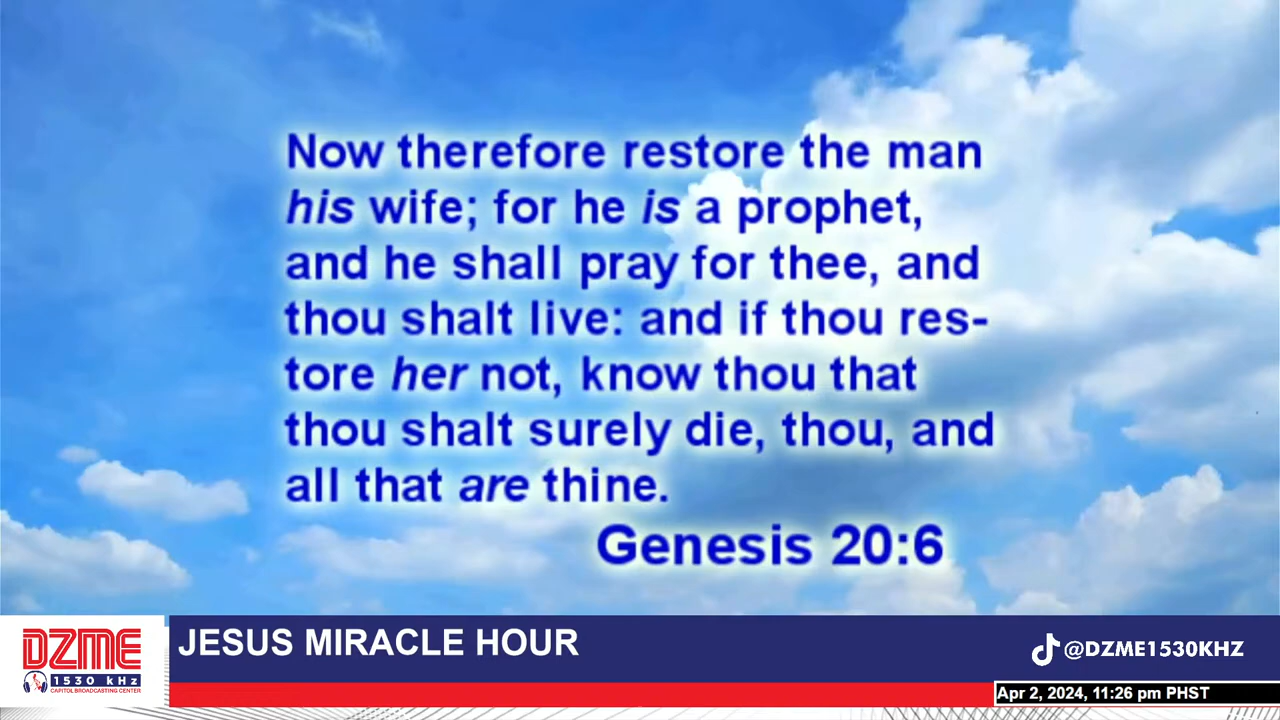 Now therefore restore the man
his wife; for he is a prophet,
and he shall pray for thee, and
thou shalt live: and if thou res-
tore her not, know thou that
thou shalt surely die, thou, and
all that are thine.
Genesis 20:6
DZME
1530 kHz
CAPITOL BROADCASTING CENTER
JESUS MIRACLE HOUR
@DZME1530KHZ
Apr 2, 2024, 11:26 pm PHST